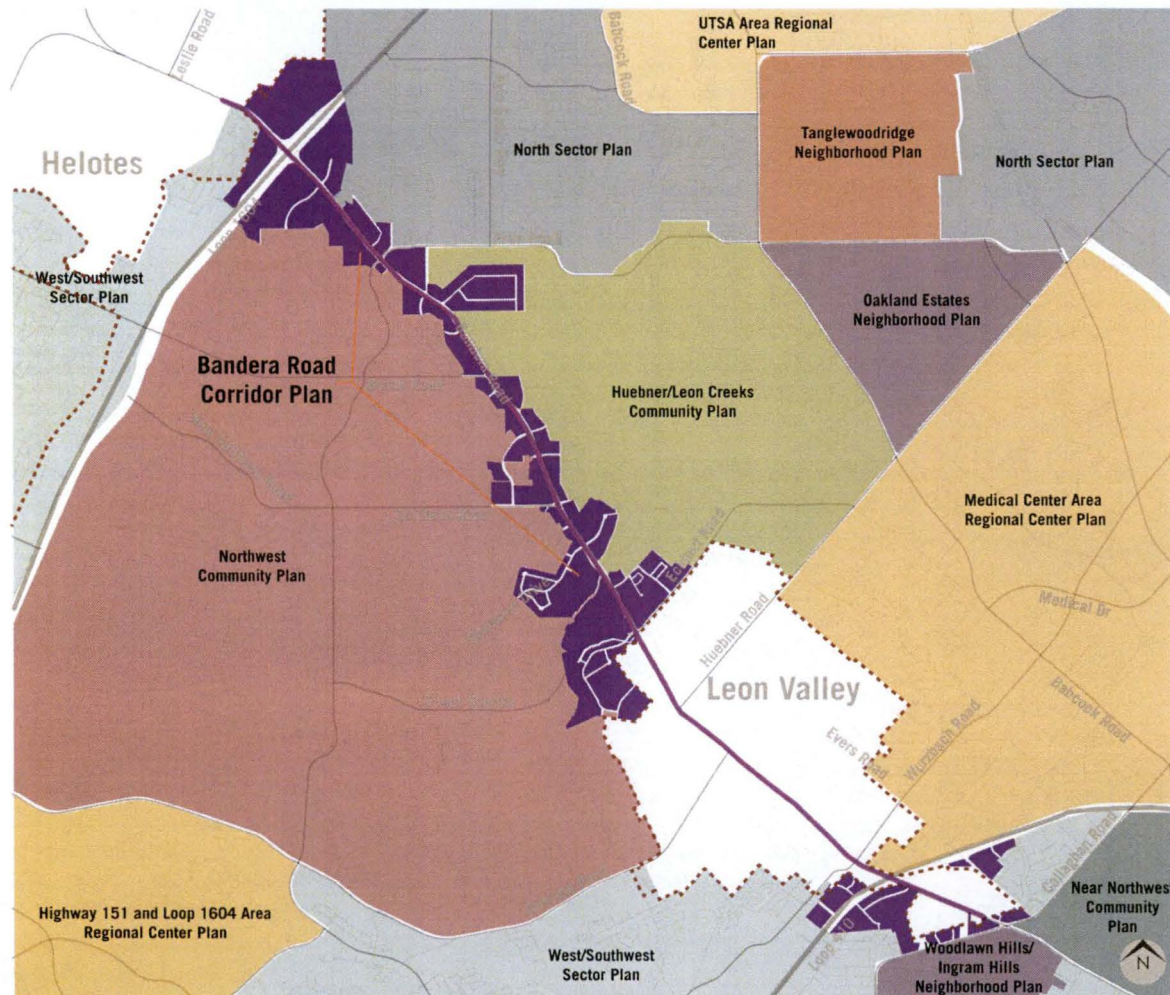 UTSA Area Regional
Center Plan
Babcock Road
Leslie Road
Helotes
North Sector Plan
Tanglewoodridge
Neighborhood Plan
North Sector Plan
Loop 1604
West/Southwest
Sector Plan
Oakland Estates
Neighborhood Plan
Bandera Road
Corridor Plan
Road
Huebner/Leon Creeks
Community Plan
Medical Center Area
Regional Center Plan
Northwest
Community Plan
Eckhert Road
Medical Dr
Huebner Road
Leon Valley
Babcock Road
Evers Road
Wurzbach Road
Callaghan Road
Near Northwest
Community
Plan
Highway 151 and Loop 1604 Area
Regional Center Plan
West/Southwest
Sector Plan
Loop 410
Woodlawn Hills/
Ingram Hills
Neighborhood Plan
N